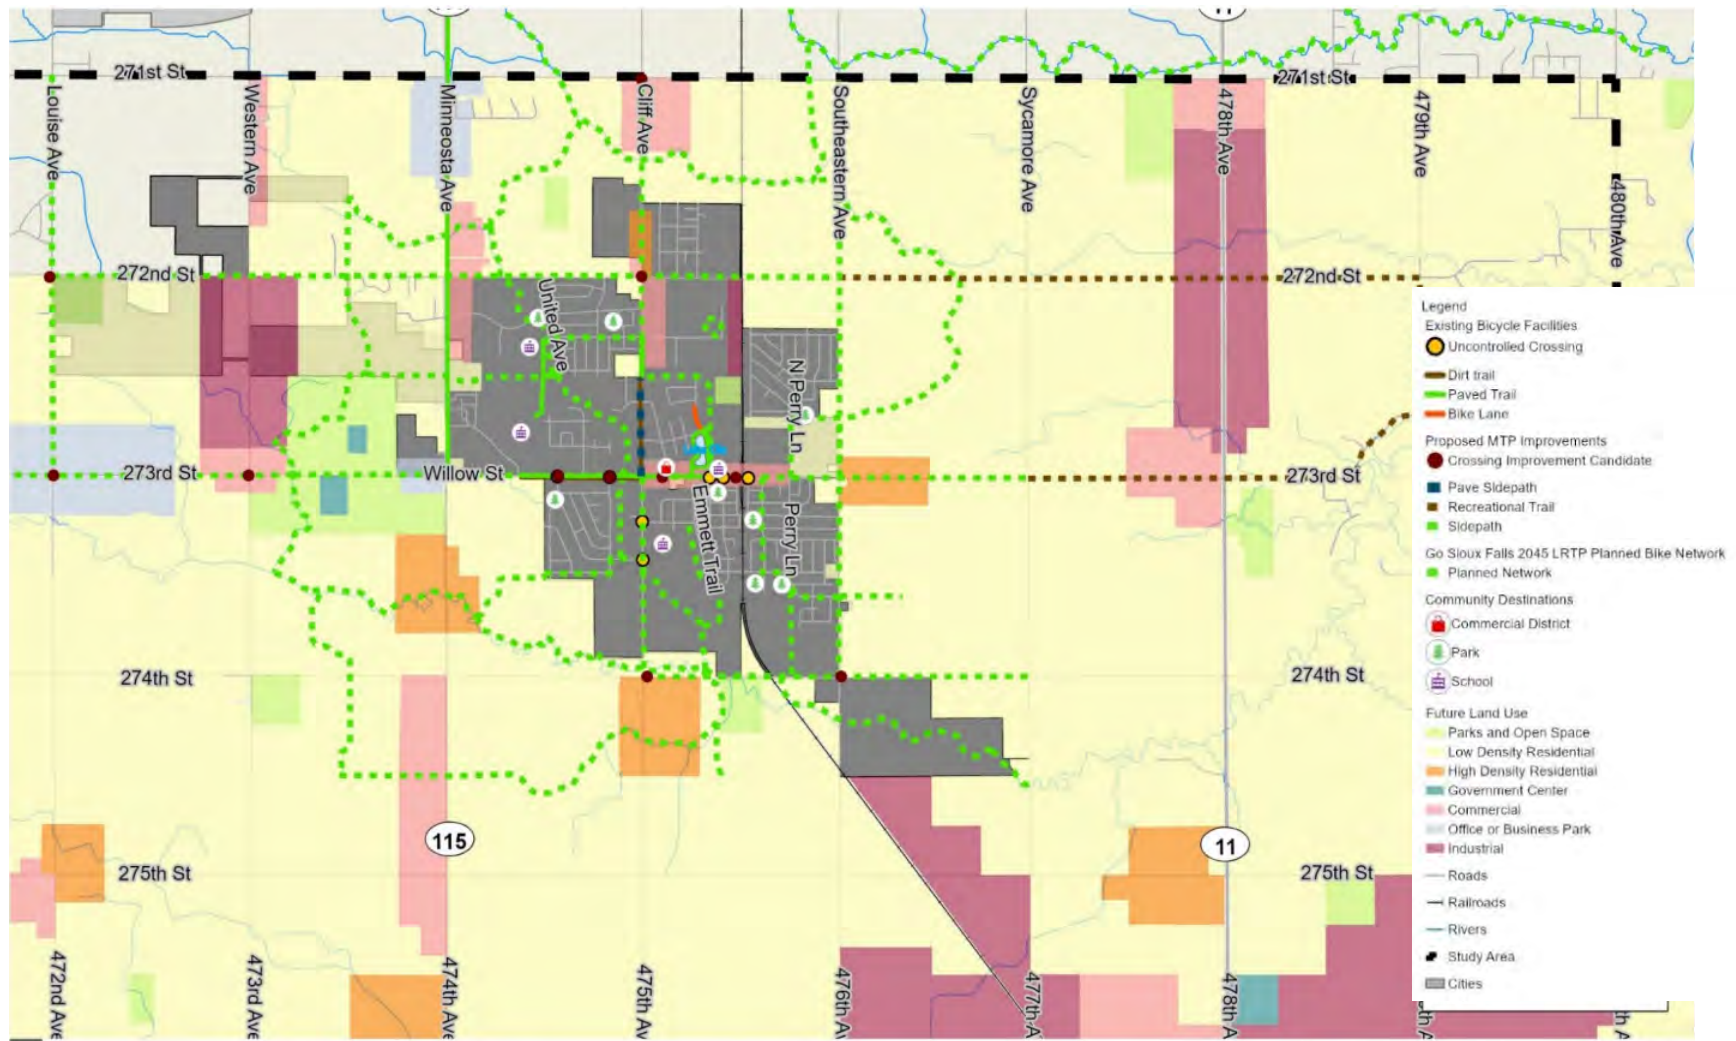 271st St
271st St
Louise Ave
Western Ave
Minneosta Ave
Cliff Ave
Southeastern Ave
Sycamore Ave
478th Ave
479th Ave
480th Ave
272nd St
272nd St
United Ave
N Perry Ln
273rd St
Willow St
273rd St
Emmett Trail
Perry Ln
274th St
274th St
115
11
275th St
275th St
472nd Ave
473rd Ave
474th Ave
475th Av
476th A
477th A
478th A
Legend
Existing Bicycle Facilities
Uncontrolled Crossing
Dirt trail
Paved Trail
Bike Lane
Proposed MTP Improvements
Crossing Improvement Candidate
Pave Sidepath
Recreational Trail
Sidepath
Go Sioux Falls 2045 LRTP Planned Bike Network
Planned Network
Community Destinations
Commercial District
Park
School
Future Land Use
Parks and Open Space
Low Density Residential
High Density Residential
Government Center
Commercial
Office or Business Park
Industrial
Roads
Railroads
Rivers
Study Area
Cities